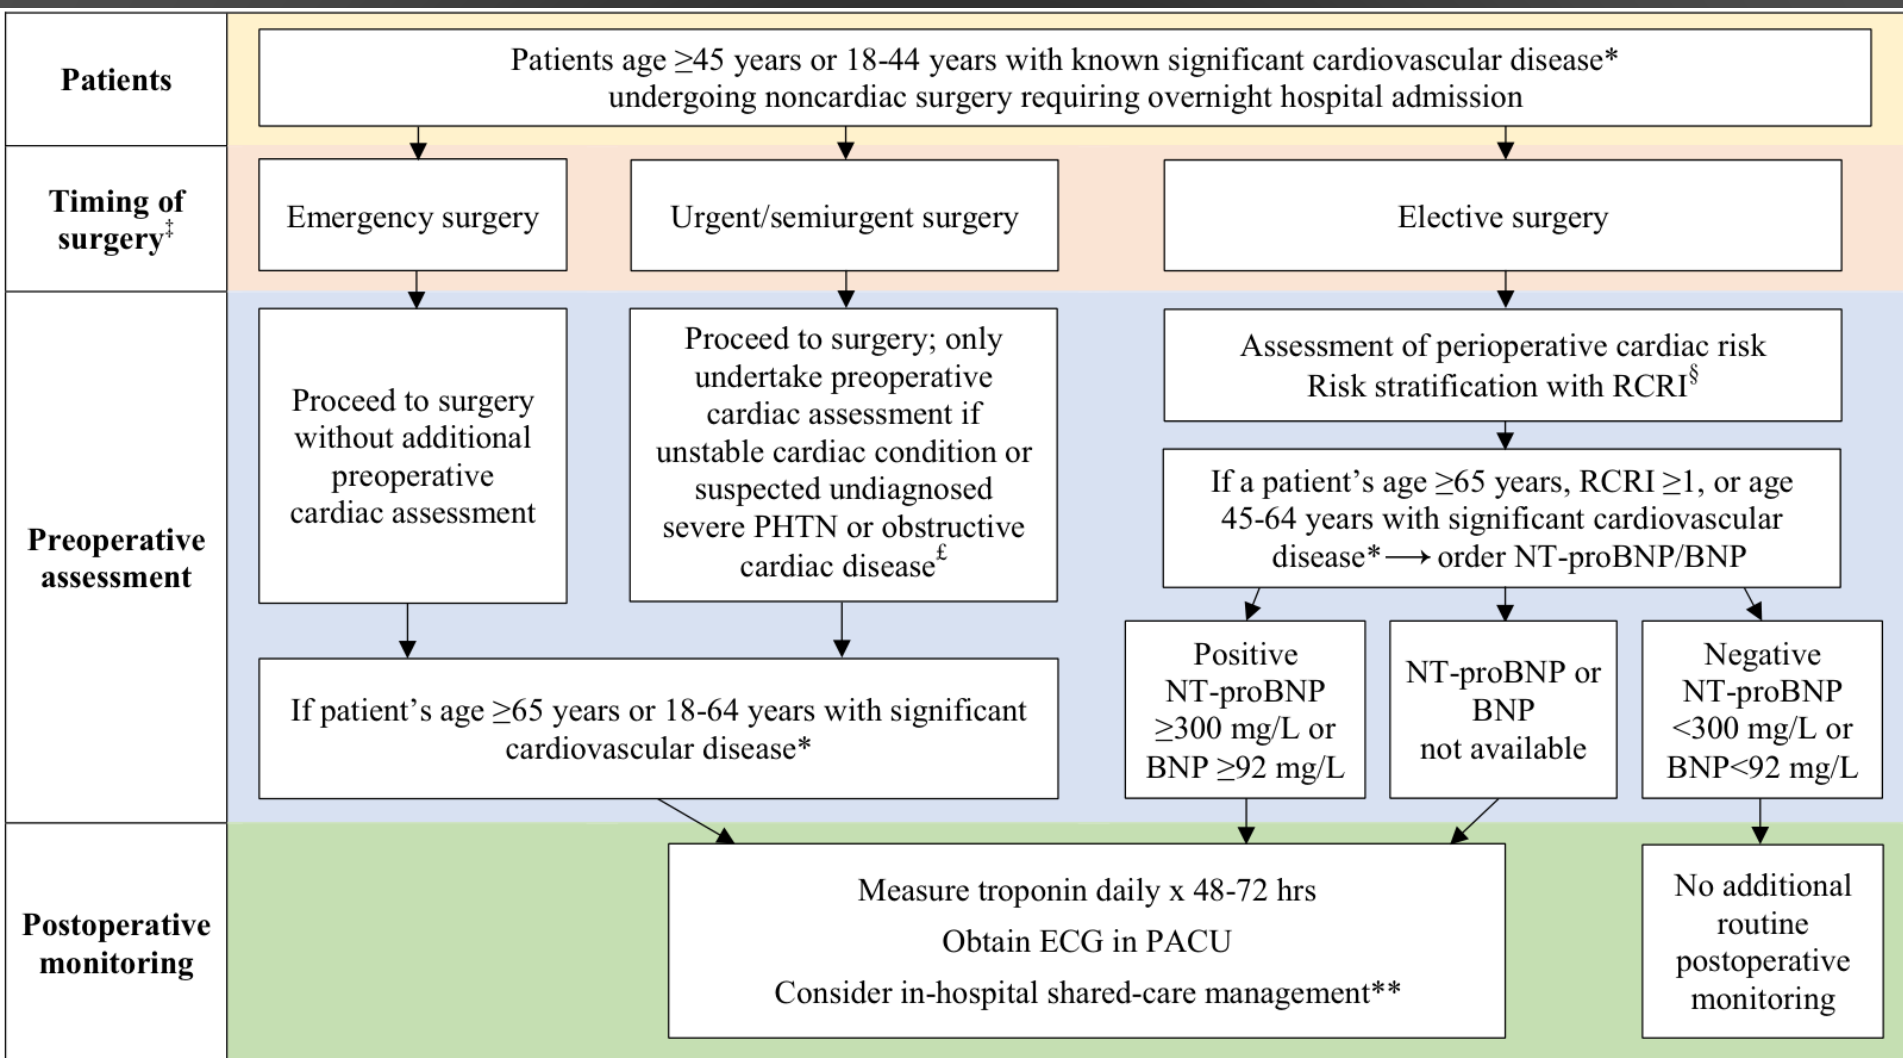 Patients
Patients age ≥45 years or 18-44 years with known significant cardiovascular disease*
undergoing noncardiac surgery requiring overnight hospital admission
Timing of
surgery‡
Emergency surgery
Urgent/semiurgent surgery
Elective surgery
Preoperative
assessment
Proceed to surgery
without additional
preoperative
cardiac assessment
Proceed to surgery; only
undertake preoperative
cardiac assessment if
unstable cardiac condition or
suspected undiagnosed
severe PHTN or obstructive
cardiac disease£
Assessment of perioperative cardiac risk
Risk stratification with RCRI§
If a patient's age ≥65 years, RCRI ≥1, or age
45-64 years with significant cardiovascular
disease* ⟶ order NT-proBNP/BNP
If patient's age ≥65 years or 18-64 years with significant
cardiovascular disease*
Positive
NT-proBNP
≥300 mg/L or
BNP ≥92 mg/L
NT-proBNP or
BNP
not available
Negative
NT-proBNP
<300 mg/L or
BNP<92 mg/L
Postoperative
monitoring
Measure troponin daily x 48-72 hrs
Obtain ECG in PACU
Consider in-hospital shared-care management**
No additional
routine
postoperative
monitoring